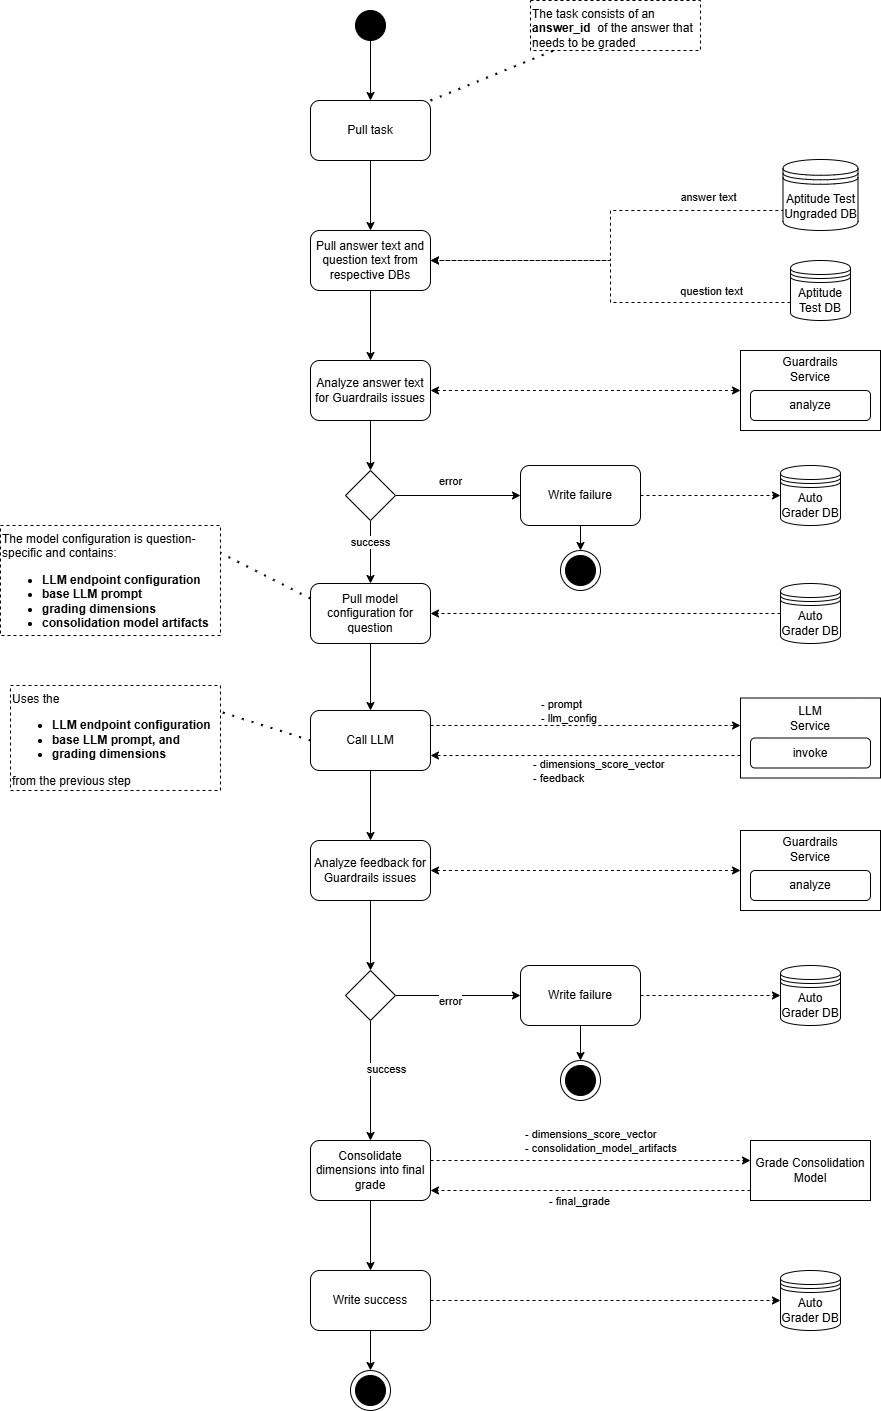 The task consists of an
answer_id of the answer that
needs to be graded
Pull task
answer text
Aptitude Test
Ungraded DB
Pull answer text and
question text from
respective DBs
question text
Aptitude
Test DB
Analyze answer text
for Guardrails issues
Guardrails
Service
analyze
error
Write failure
Auto
Grader DB
success
The model configuration is question-
specific and contains:
• LLM endpoint configuration
• base LLM prompt
• grading dimensions
• consolidation model artifacts
Pull model
configuration for
question
Auto
Grader DB
Uses the
• LLM endpoint configuration
• base LLM prompt, and
• grading dimensions
from the previous step
Call LLM
- prompt
- llm_config
- dimensions_score_vector
- feedback
LLM
Service
invoke
Analyze feedback for
Guardrails issues
Guardrails
Service
analyze
error
Write failure
Auto
Grader DB
success
Consolidate
dimensions into final
grade
- dimensions_score_vector
- consolidation_model_artifacts
- final_grade
Grade Consolidation
Model
Write success
Auto
Grader DB